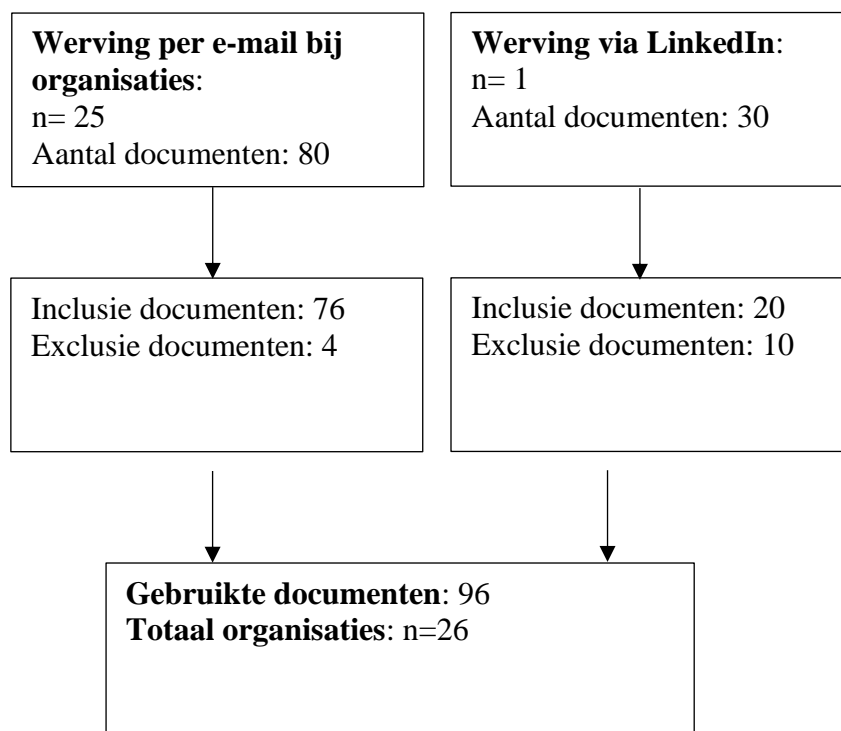 Werving per e-mail bij
organisaties:
n= 25
Aantal documenten: 80
Werving via LinkedIn:
n= 1
Aantal documenten: 30
Inclusie documenten: 76
Exclusie documenten: 4
Inclusie documenten: 20
Exclusie documenten: 10
Gebruikte documenten: 96
Totaal organisaties: n=26